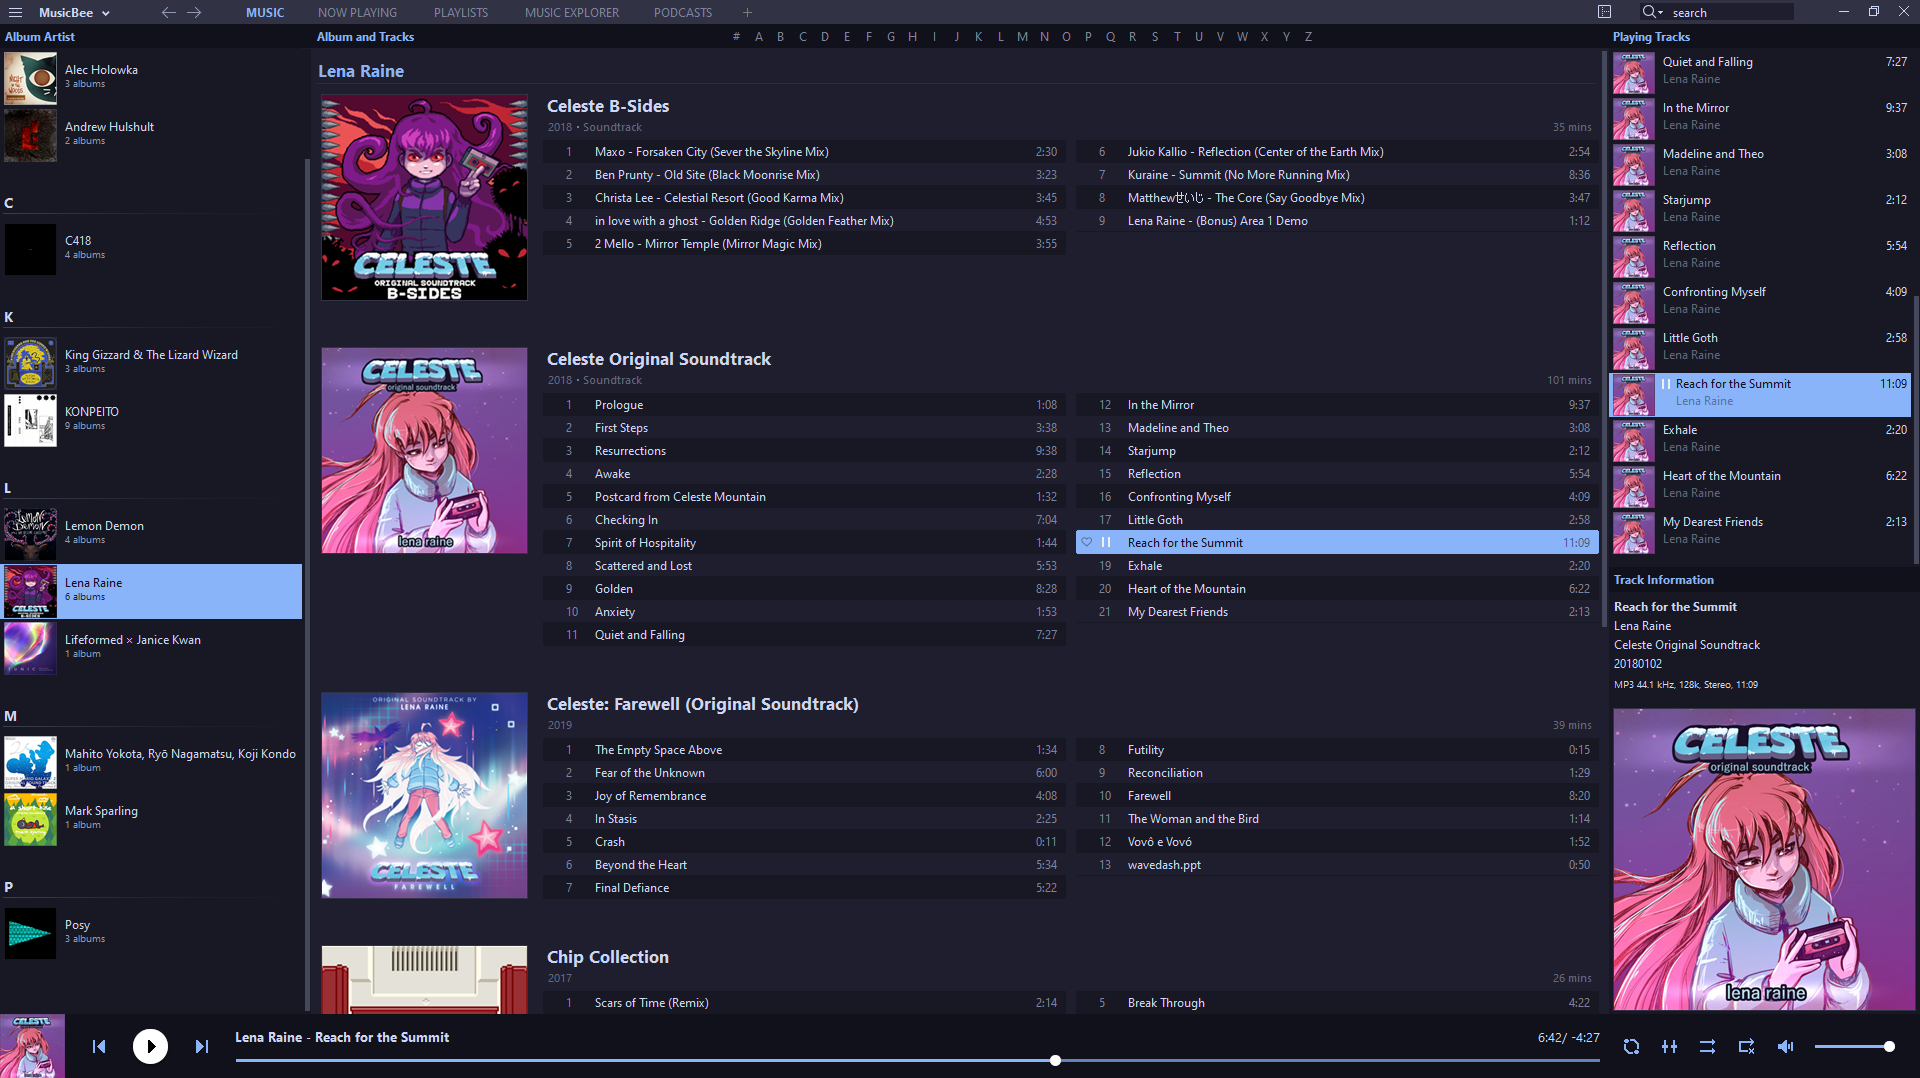 MusicBee
MUSIC
NOW PLAYING
PLAYLISTS
MUSIC EXPLORER
PODCASTS
search
Album Artist
Alec Holowka
3 albums
Andrew Hulshult
2 albums
C
C418
4 albums
K
King Gizzard & The Lizard Wizard
3 albums
KONPEITO
9 albums
L
Lemon Demon
4 albums
Lena Raine
6 albums
Lifeformed × Janice Kwan
1 album
M
Mahito Yokota, Ryō Nagamatsu, Koji Kondo
1 album
Mark Sparling
1 album
P
Posy
3 albums
Album and Tracks
# A B C D E F G H I J K L M N O P Q R S T U V W X Y Z
Lena Raine
CELESTE
ORIGINAL SOUNDTRACK
B-SIDES
Celeste B-Sides
2018 • Soundtrack 35 mins
1 Maxo - Forsaken City (Sever the Skyline Mix) 2:30
2 Ben Prunty - Old Site (Black Moonrise Mix) 3:23
3 Christa Lee - Celestial Resort (Good Karma Mix) 3:45
4 in love with a ghost - Golden Ridge (Golden Feather Mix) 4:53
5 2 Mello - Mirror Temple (Mirror Magic Mix) 3:55
6 Jukio Kallio - Reflection (Center of the Earth Mix) 2:54
7 Kuraine - Summit (No More Running Mix) 8:36
8 Matthewせいじ - The Core (Say Goodbye Mix) 3:47
9 Lena Raine - (Bonus) Area 1 Demo 1:12
CELESTE
original soundtrack
lena raine
Celeste Original Soundtrack
2018 • Soundtrack 101 mins
1 Prologue 1:08
2 First Steps 3:38
3 Resurrections 9:38
4 Awake 2:28
5 Postcard from Celeste Mountain 1:32
6 Checking In 7:04
7 Spirit of Hospitality 1:44
8 Scattered and Lost 5:53
9 Golden 8:28
10 Anxiety 1:53
11 Quiet and Falling 7:27
12 In the Mirror 9:37
13 Madeline and Theo 3:08
14 Starjump 2:12
15 Reflection 5:54
16 Confronting Myself 4:09
17 Little Goth 2:58
Reach for the Summit 11:09
19 Exhale 2:20
20 Heart of the Mountain 6:22
21 My Dearest Friends 2:13
ORIGINAL SOUNDTRACK BY
LENA RAINE
CELESTE
FAREWELL
Celeste: Farewell (Original Soundtrack)
2019 39 mins
1 The Empty Space Above 1:34
2 Fear of the Unknown 6:00
3 Joy of Remembrance 4:08
4 In Stasis 2:25
5 Crash 0:11
6 Beyond the Heart 5:34
7 Final Defiance 5:22
8 Futility 0:15
9 Reconciliation 1:29
10 Farewell 8:20
11 The Woman and the Bird 1:14
12 Vovô e Vovó 1:52
13 wavedash.ppt 0:50
Chip Collection
2017 26 mins
1 Scars of Time (Remix) 2:14
5 Break Through 4:22
Playing Tracks
Quiet and Falling 7:27
Lena Raine
In the Mirror 9:37
Lena Raine
Madeline and Theo 3:08
Lena Raine
Starjump 2:12
Lena Raine
Reflection 5:54
Lena Raine
Confronting Myself 4:09
Lena Raine
Little Goth 2:58
Lena Raine
Reach for the Summit 11:09
Lena Raine
Exhale 2:20
Lena Raine
Heart of the Mountain 6:22
Lena Raine
My Dearest Friends 2:13
Lena Raine
Track Information
Reach for the Summit
Lena Raine
Celeste Original Soundtrack
20180102
MP3 44.1 kHz, 128k, Stereo, 11:09
CELESTE
original soundtrack
lena raine
Lena Raine - Reach for the Summit
6:42/ -4:27